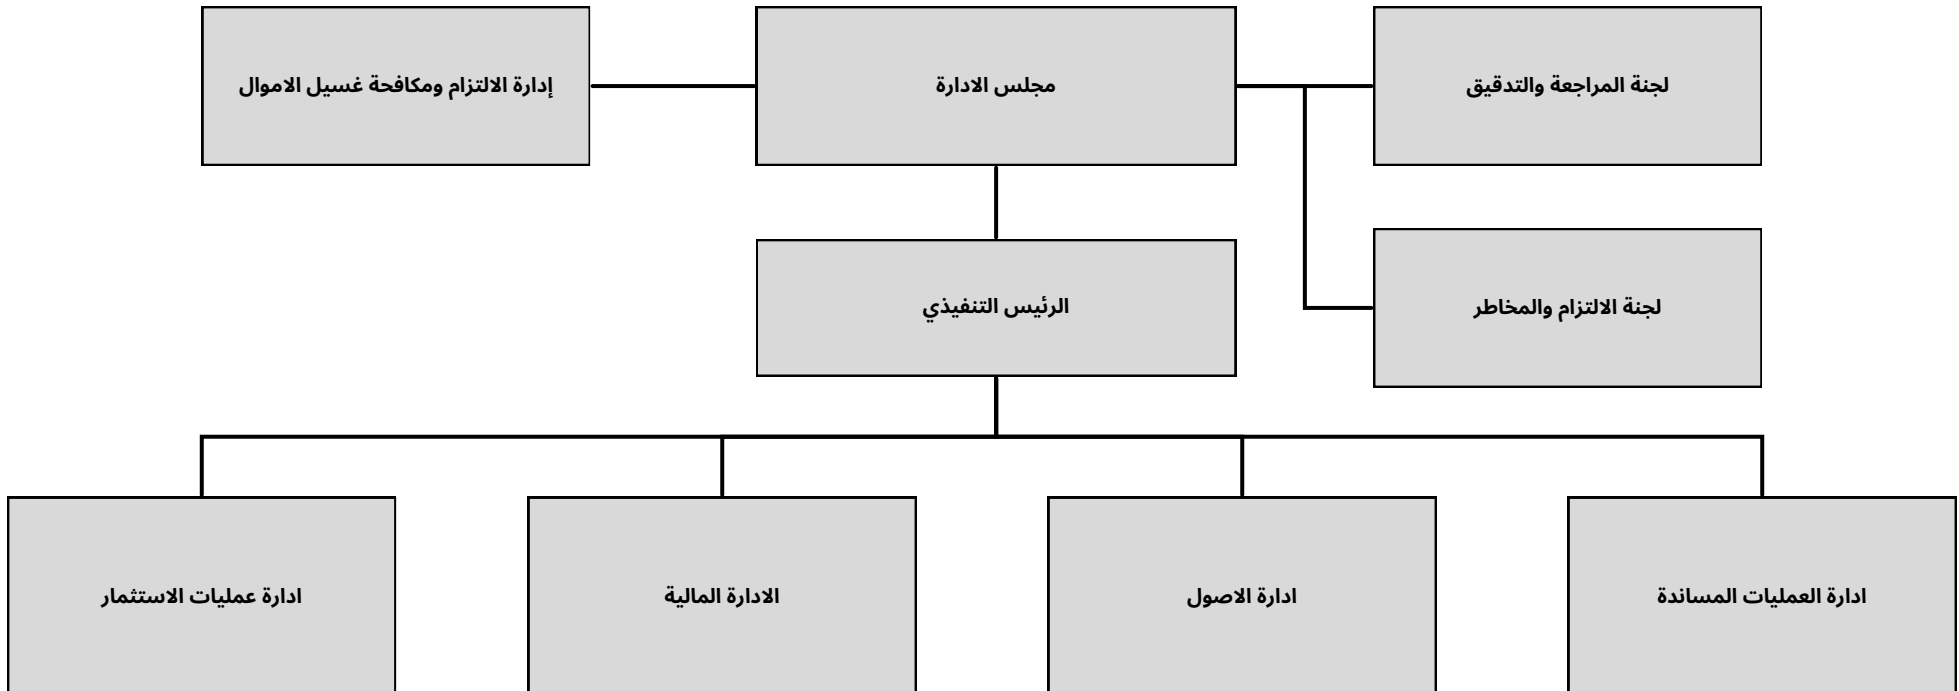 لجنة المراجعة والتدقيق
مجلس الادارة
إدارة الالتزام ومكافحة غسيل الاموال
لجنة الالتزام والمخاطر
الرئيس التنفيذي
ادارة العمليات المساندة
ادارة الاصول
الادارة المالية
ادارة عمليات الاستثمار